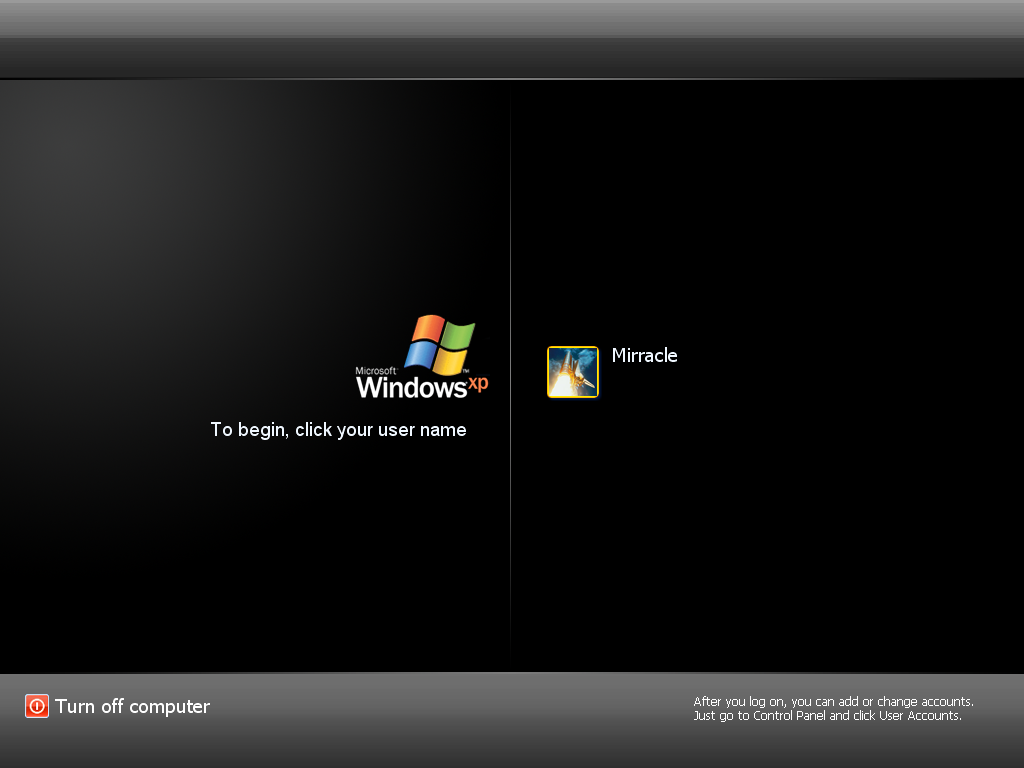 Microsoft
Windows xp
TM
To begin, click your user name
Mirracle
Turn off computer
After you log on, you can add or change accounts.
Just go to Control Panel and click User Accounts.